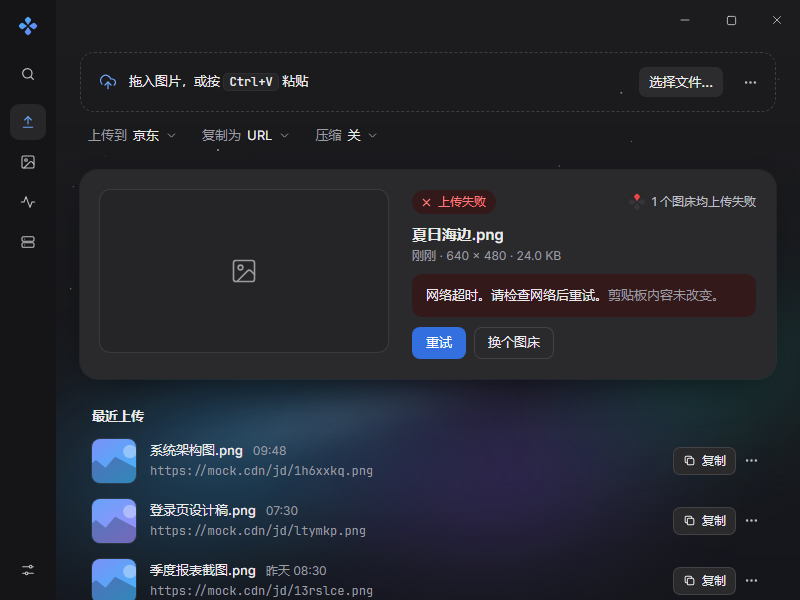 拖入图片，或按 Ctrl+V 粘贴
选择文件...
上传到 京东 复制为 URL 压缩 关
上传失败
1 个图床均上传失败
夏日海边.png
刚刚 · 640 × 480 · 24.0 KB
网络超时。请检查网络后重试。剪贴板内容未改变。
重试 换个图床
最近上传
系统架构图.png 09:48
https://mock.cdn/jd/1h6xxkq.png
复制
登录页设计稿.png 07:30
https://mock.cdn/jd/ltymkp.png
复制
季度报表截图.png 昨天 08:30
https://mock.cdn/jd/13rslce.png
复制